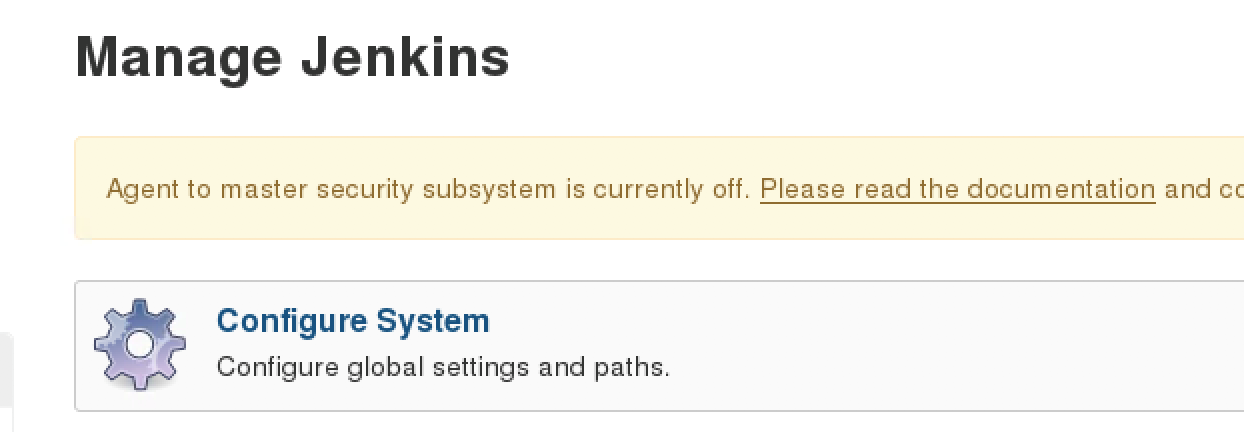 Manage Jenkins
Agent to master security subsystem is currently off. Please read the documentation and
Configure System
Configure global settings and paths.